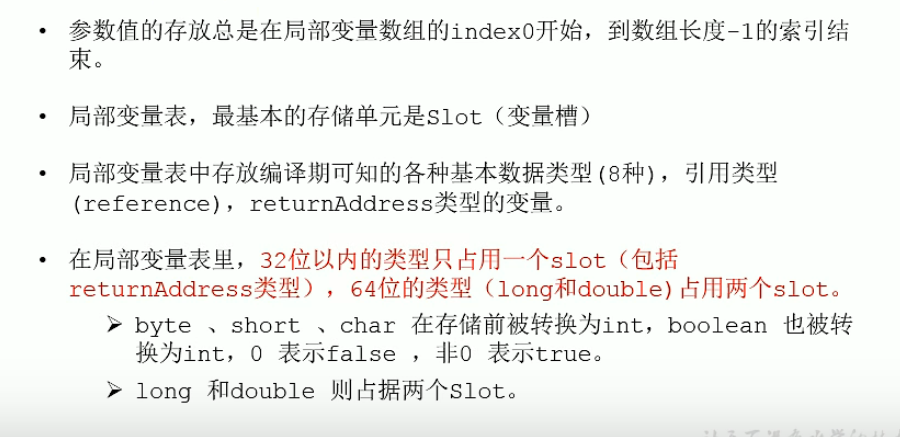 • 参数值的存放总是在局部变量数组的index0开始，到数组长度-1的索引结
束。
• 局部变量表，最基本的存储单元是Slot（变量槽）
• 局部变量表中存放编译期可知的各种基本数据类型(8种)，引用类型
(reference)，returnAddress类型的变量。
• 在局部变量表里，32位以内的类型只占用一个slot（包括
returnAddress类型），64位的类型（long和double)占用两个slot。
➢ byte 、short 、char 在存储前被转换为int，boolean 也被转
换为int，0 表示false ，非0 表示true。
➢ long 和double 则占据两个Slot。